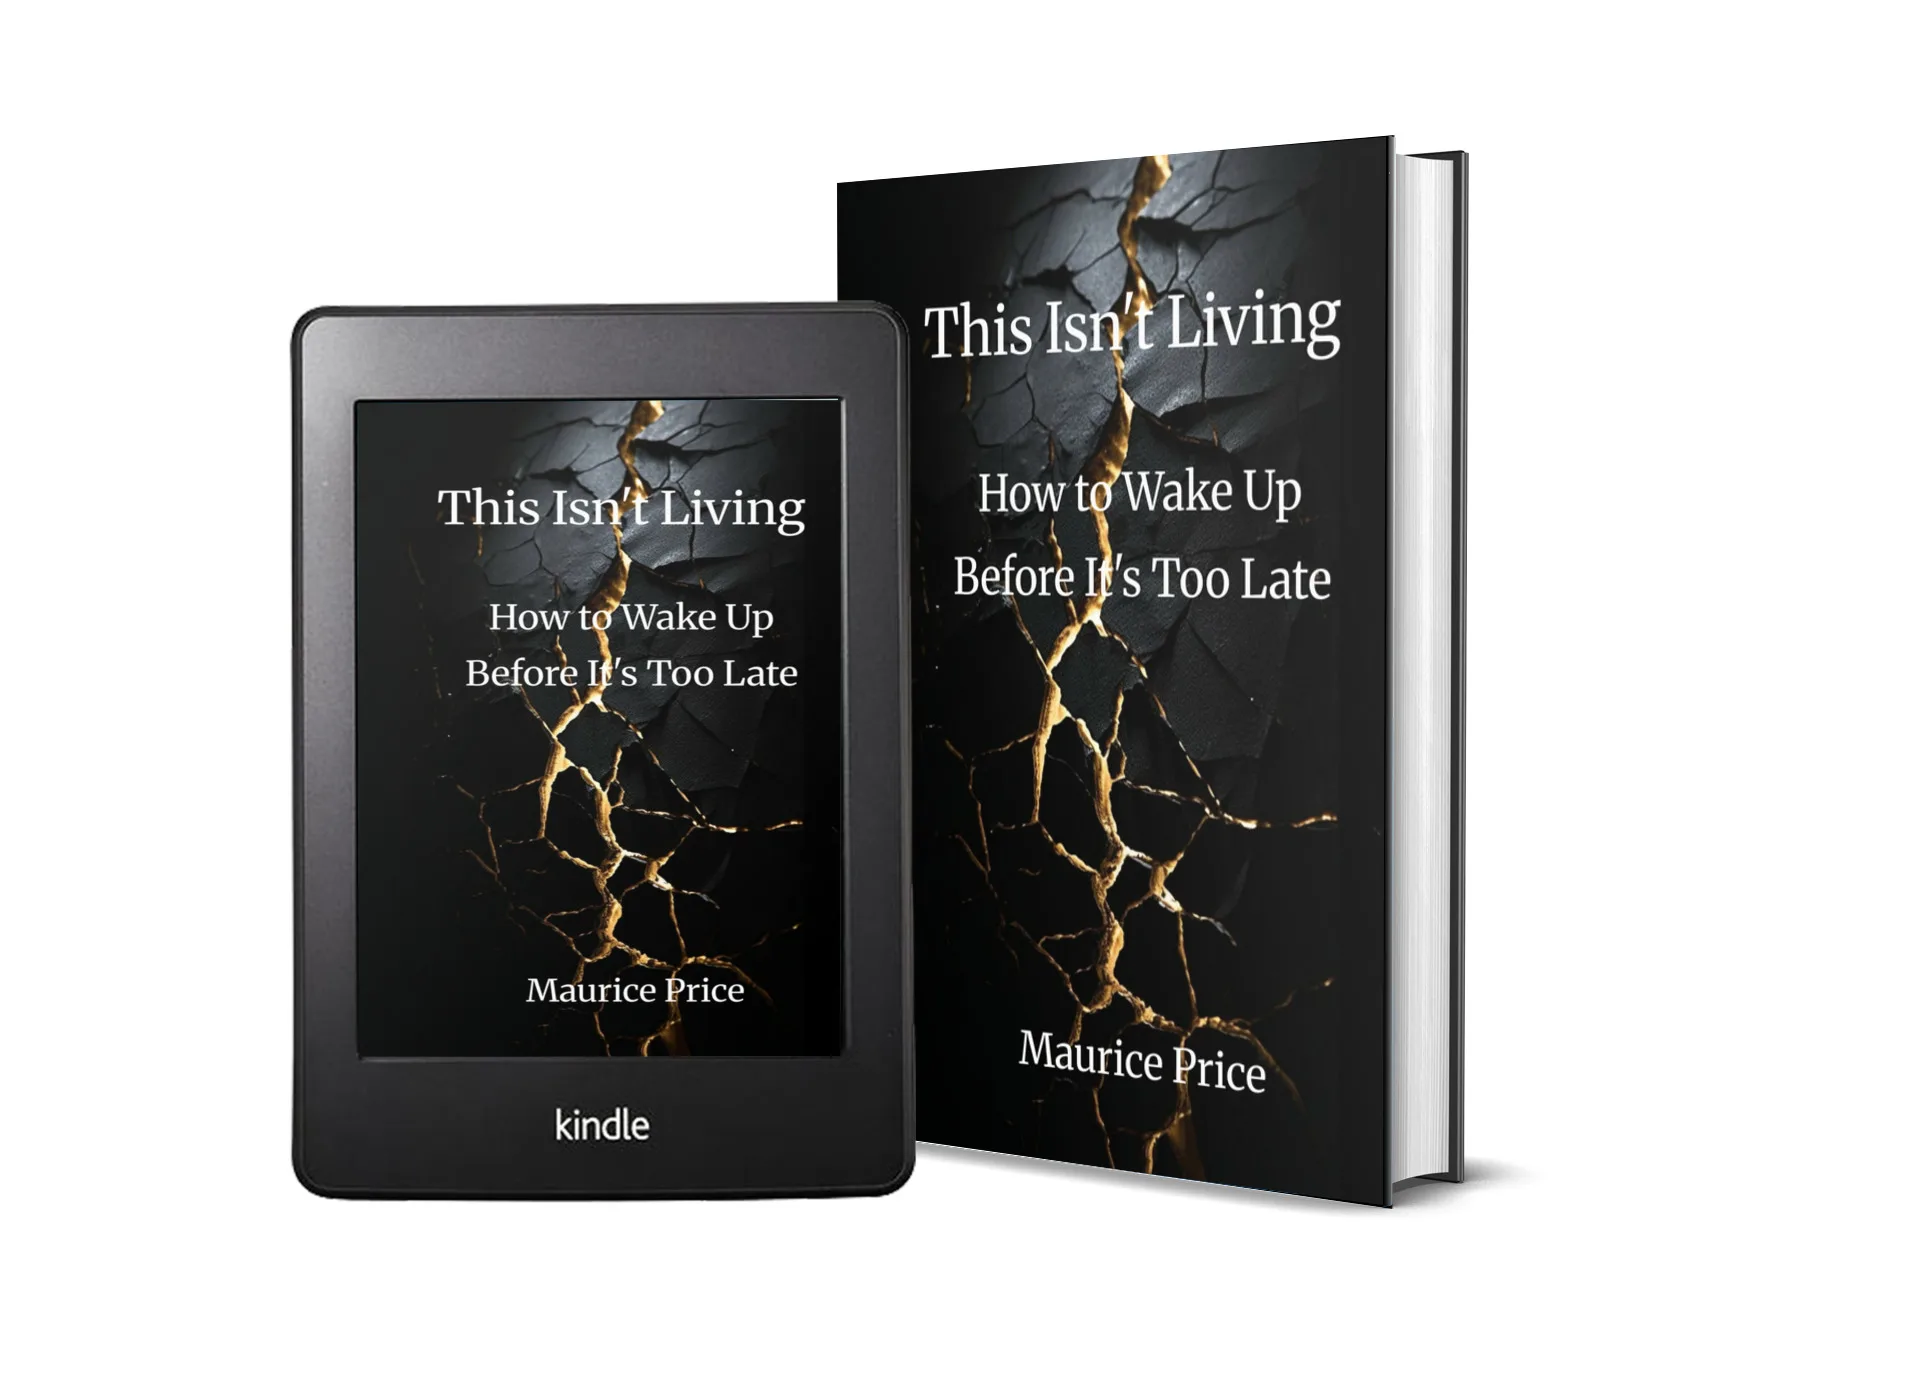 This Isn't Living
How to Wake Up
Before It's Too Late
Maurice Price
kindle
This Isn't Living
How to Wake Up
Before It's Too Late
Maurice Price